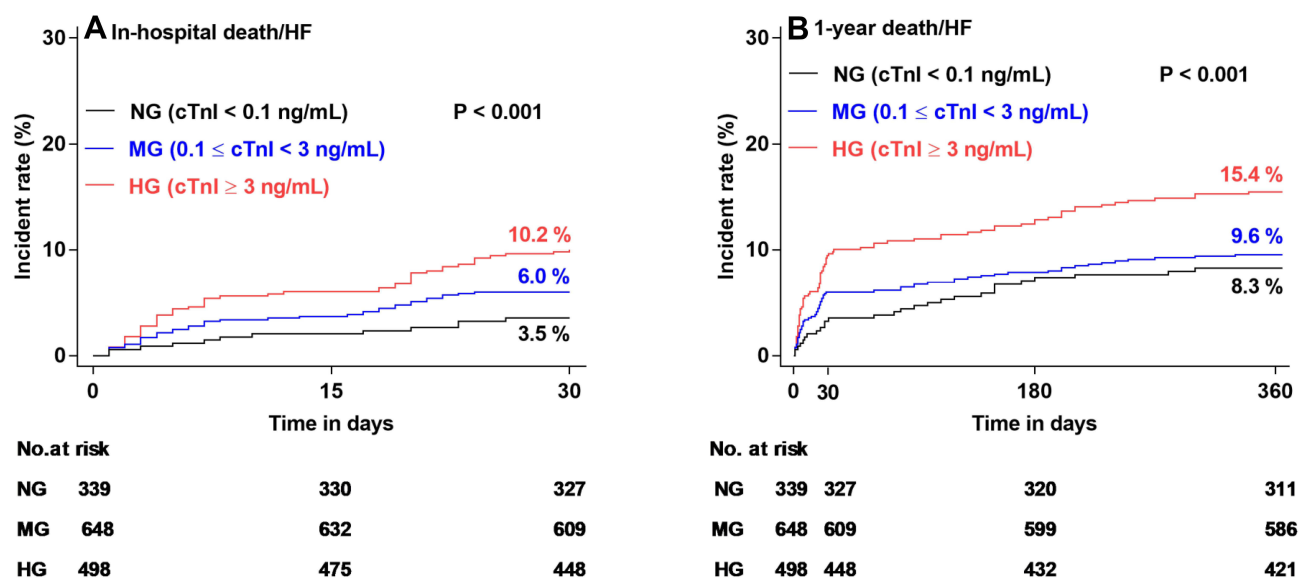 A In-hospital death/HF
30
20
10
0
Incident rate (%)
NG (cTnI < 0.1 ng/mL)
P < 0.001
MG (0.1 ≤ cTnI < 3 ng/mL)
HG (cTnI ≥ 3 ng/mL)
10.2 %
6.0 %
3.5 %
0 15 30
Time in days
No.at risk
NG 339 330 327
MG 648 632 609
HG 498 475 448
B 1-year death/HF
30
20
10
0
Incident rate (%)
NG (cTnI < 0.1 ng/mL)
P < 0.001
MG (0.1 ≤ cTnI < 3 ng/mL)
HG (cTnI ≥ 3 ng/mL)
15.4 %
9.6 %
8.3 %
0 30 180 360
Time in days
No. at risk
NG 339 327 320 311
MG 648 609 599 586
HG 498 448 432 421